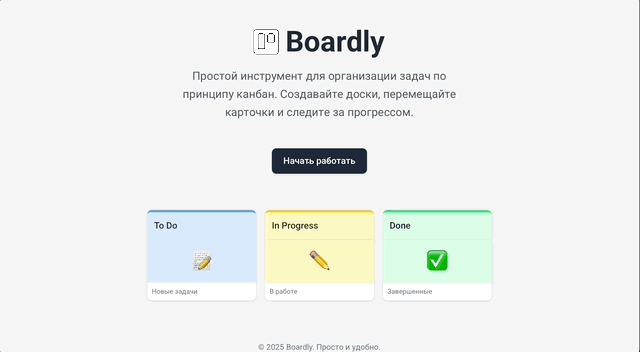 Boardly
Простой инструмент для организации задач по
принципу канбан. Создавайте доски, перемещайте
карточки и следите за прогрессом.
Начать работать
To Do
In Progress
Done
Новые задачи
В работе
Завершенные
© 2025 Boardly. Просто и удобно.